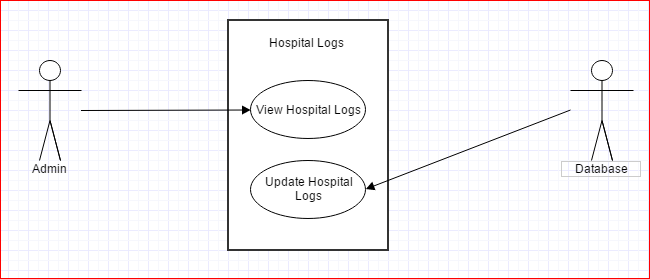 Hospital Logs
View Hospital Logs
Admin
Database
Update Hospital
Logs